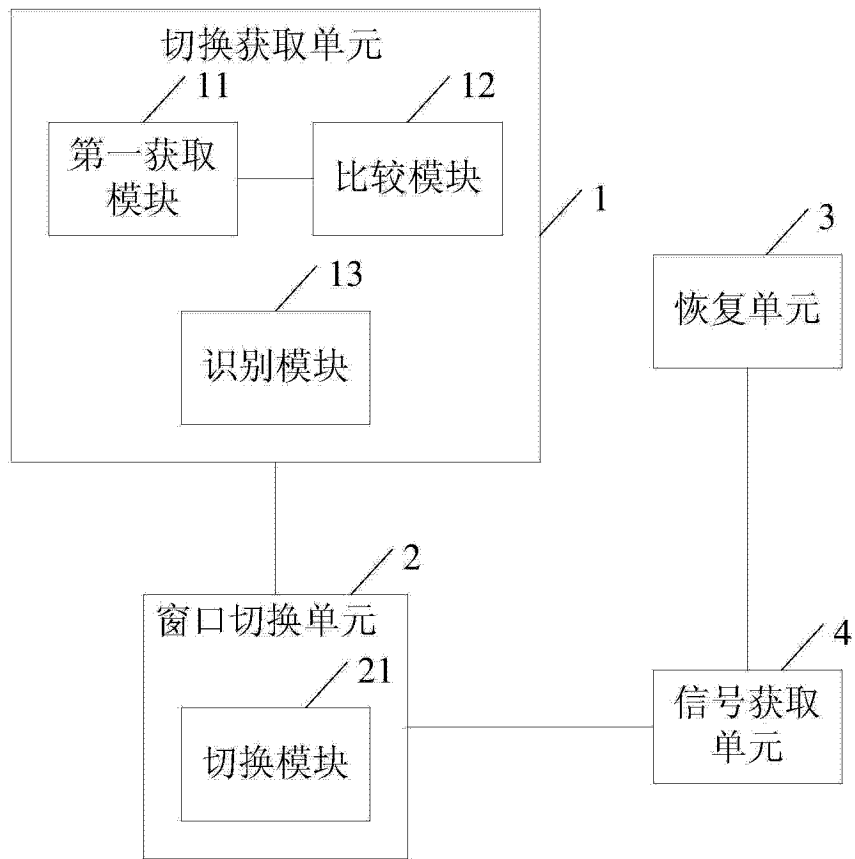 切换获取单元
11
12
第一获取
模块
比较模块
1
13
识别模块
3
恢复单元
2
窗口切换单元
21
切换模块
4
信号获取
单元